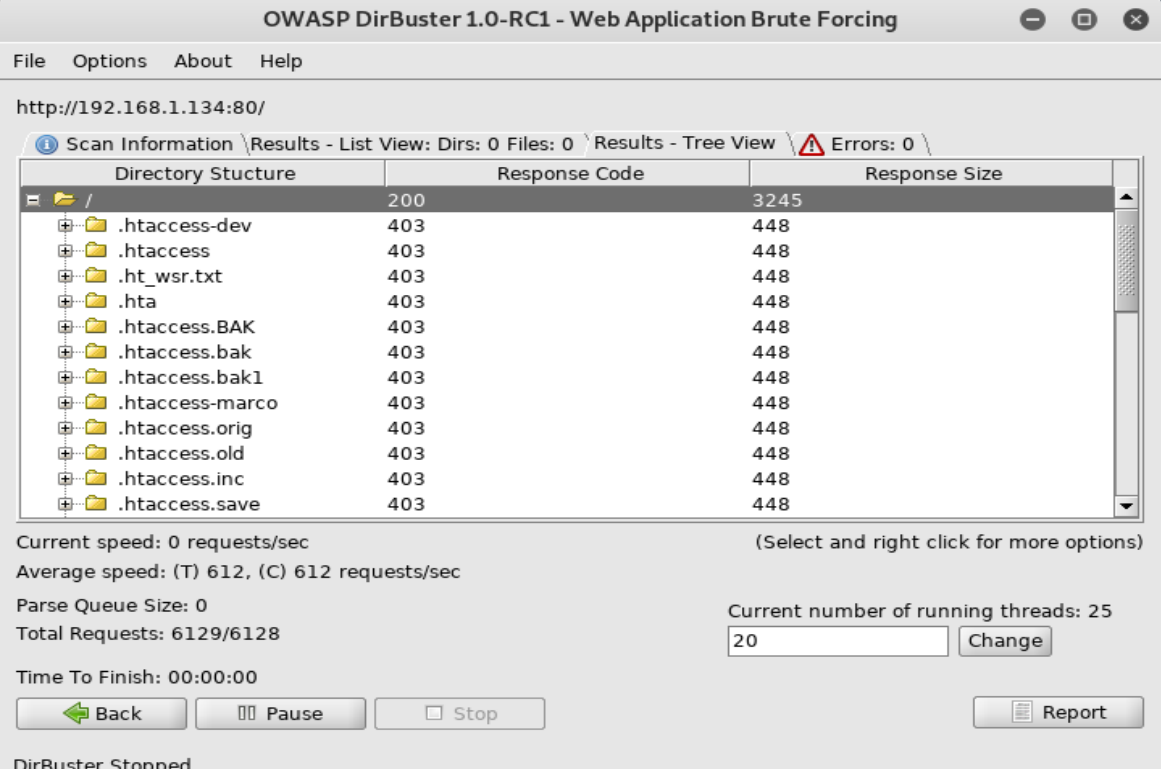 OWASP DirBuster 1.0-RC1 - Web Application Brute Forcing
File Options About Help
http://192.168.1.134:80/
Scan Information Results - List View: Dirs: 0 Files: 0 Results - Tree View Errors: 0
Directory Stucture Response Code Response Size
/ 200 3245
.htaccess-dev 403 448
.htaccess 403 448
.ht_wsr.txt 403 448
.hta 403 448
.htaccess.BAK 403 448
.htaccess.bak 403 448
.htaccess.bak1 403 448
.htaccess-marco 403 448
.htaccess.orig 403 448
.htaccess.old 403 448
.htaccess.inc 403 448
.htaccess.save 403 448
Current speed: 0 requests/sec (Select and right click for more options)
Average speed: (T) 612, (C) 612 requests/sec
Parse Queue Size: 0
Current number of running threads: 25
Total Requests: 6129/6128
20 Change
Time To Finish: 00:00:00
Back Pause Stop Report
DirBuster Stopped